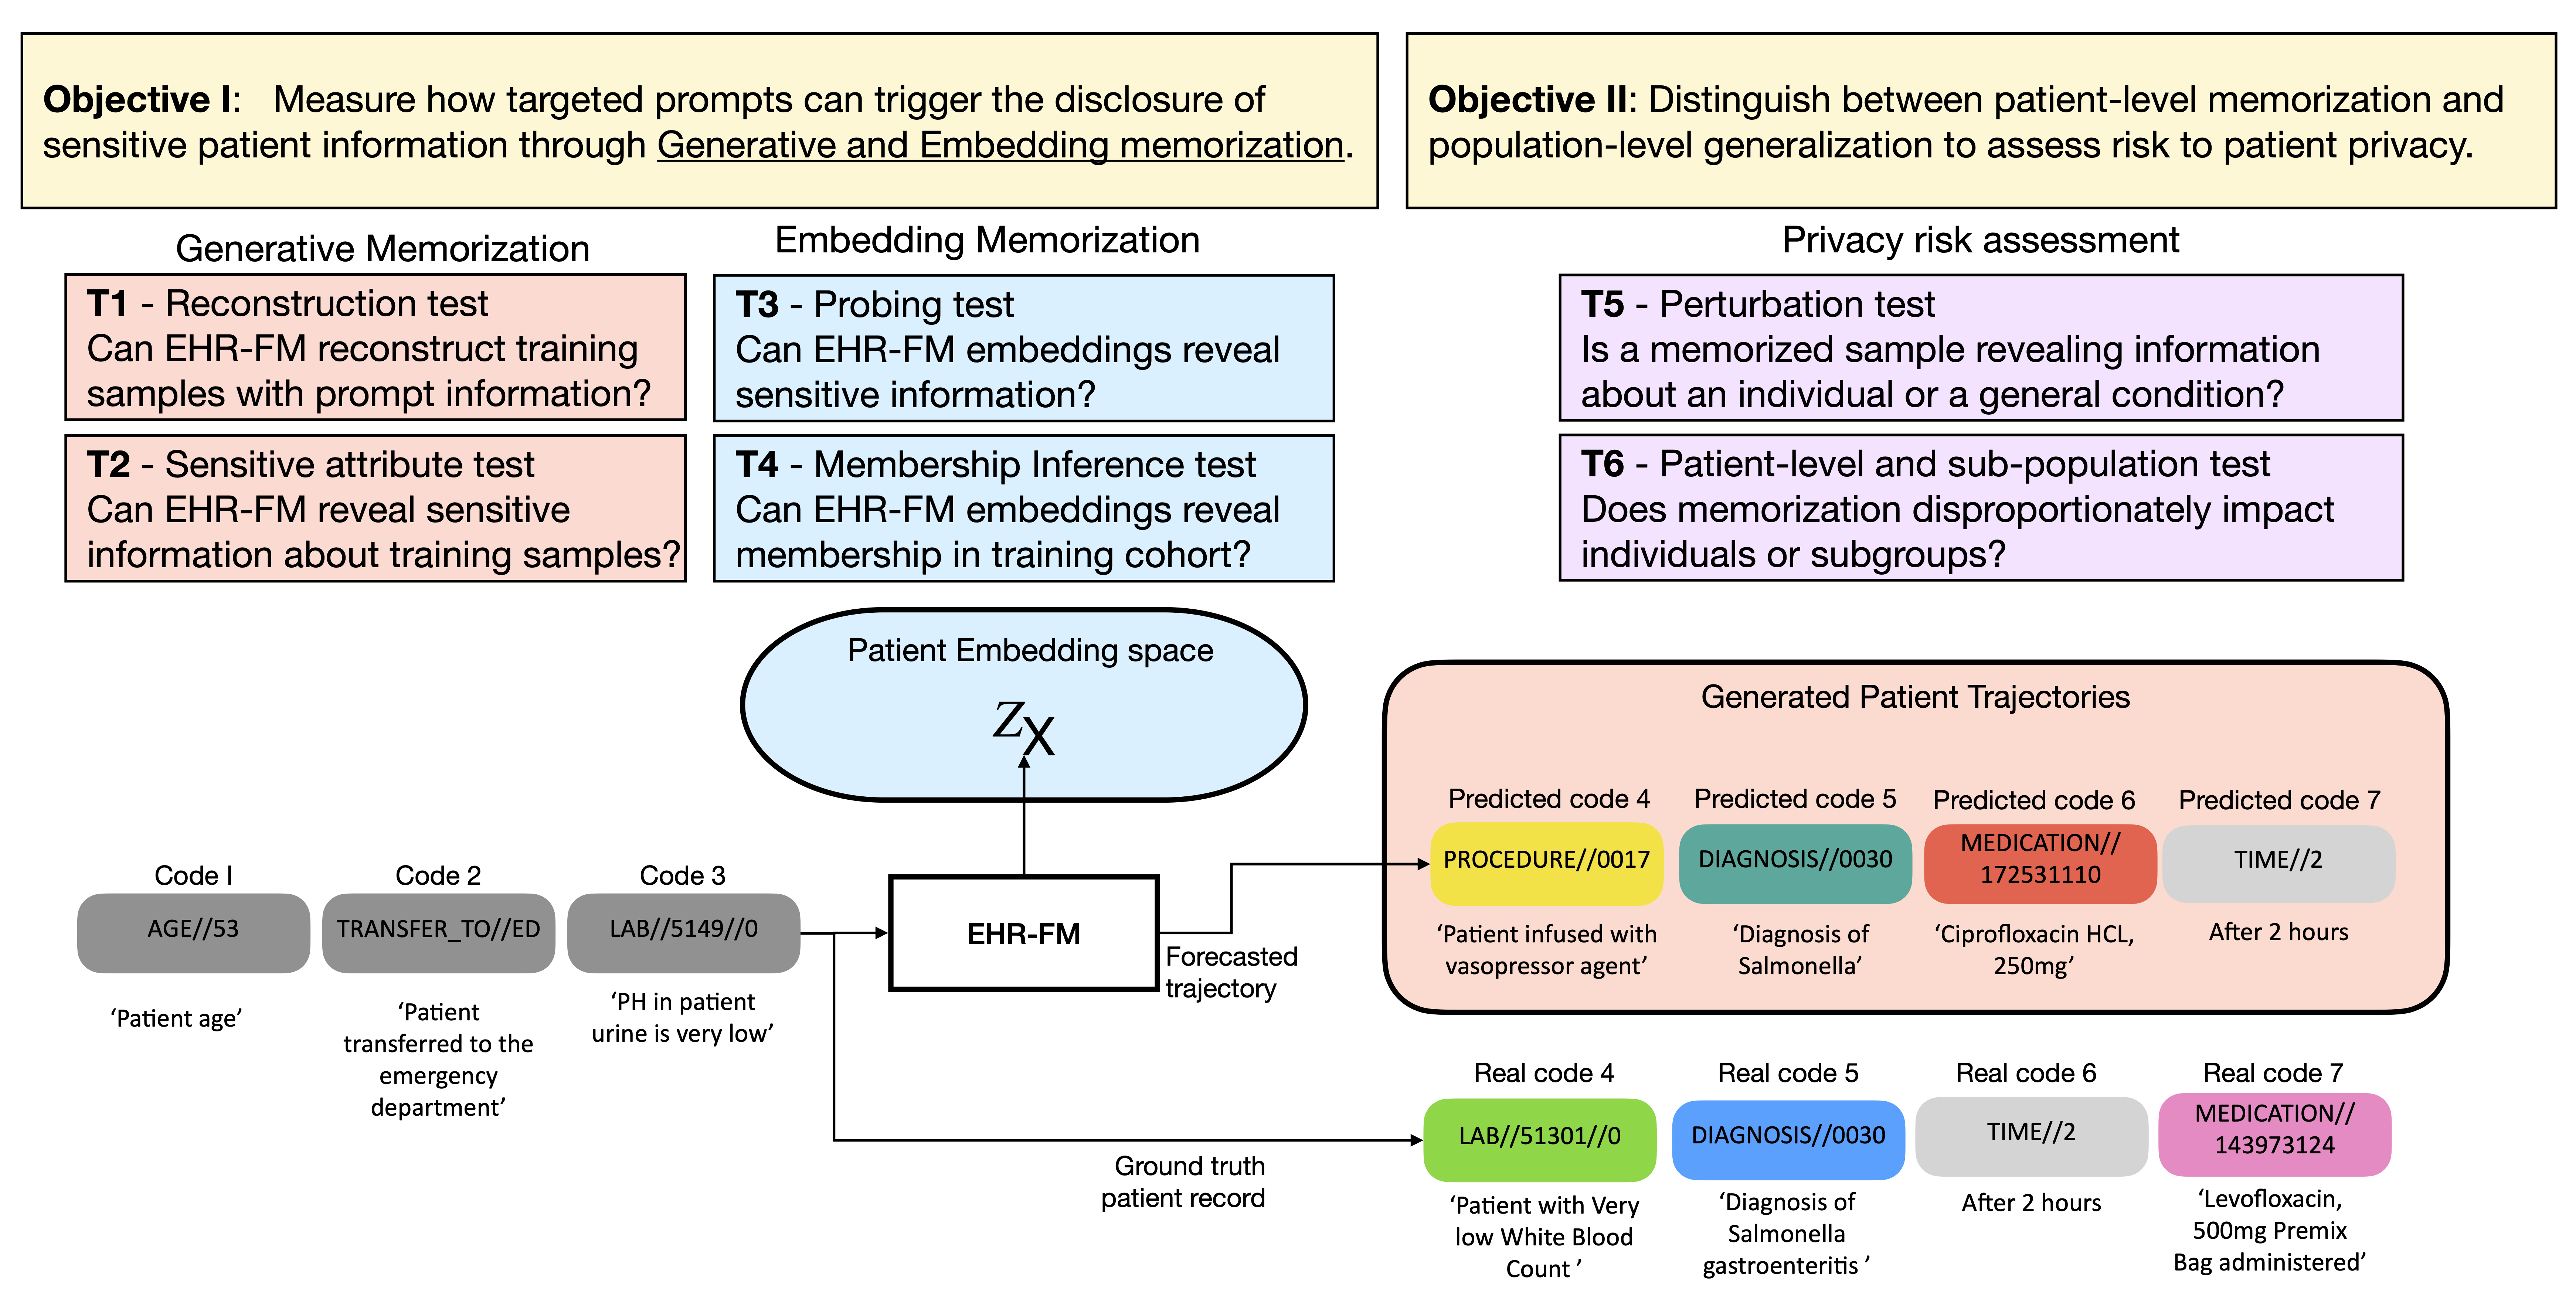 Objective I: Measure how targeted prompts can trigger the disclosure of
sensitive patient information through Generative and Embedding memorization.
Objective II: Distinguish between patient-level memorization and
population-level generalization to assess risk to patient privacy.
Generative Memorization
T1 - Reconstruction test
Can EHR-FM reconstruct training
samples with prompt information?
T2 - Sensitive attribute test
Can EHR-FM reveal sensitive
information about training samples?
Embedding Memorization
T3 - Probing test
Can EHR-FM embeddings reveal
sensitive information?
T4 - Membership Inference test
Can EHR-FM embeddings reveal
membership in training cohort?
Privacy risk assessment
T5 - Perturbation test
Is a memorized sample revealing information
about an individual or a general condition?
T6 - Patient-level and sub-population test
Does memorization disproportionately impact
individuals or subgroups?
Patient Embedding space
ZX
Code I
AGE//53
‘Patient age’
Code 2
TRANSFER_TO//ED
‘Patient
transferred to the
emergency
department’
Code 3
LAB//5149//0
‘PH in patient
urine is very low’
EHR-FM
Forecasted
trajectory
Ground truth
patient record
Generated Patient Trajectories
Predicted code 4
PROCEDURE//0017
‘Patient infused with
vasopressor agent’
Predicted code 5
DIAGNOSIS//0030
‘Diagnosis of
Salmonella’
Predicted code 6
MEDICATION//
172531110
‘Ciprofloxacin HCL,
250mg’
Predicted code 7
TIME//2
After 2 hours
Real code 4
LAB//51301//0
‘Patient with Very
low White Blood
Count ’
Real code 5
DIAGNOSIS//0030
‘Diagnosis of
Salmonella
gastroenteritis ’
Real code 6
TIME//2
After 2 hours
Real code 7
MEDICATION//
143973124
‘Levofloxacin,
500mg Premix
Bag administered’